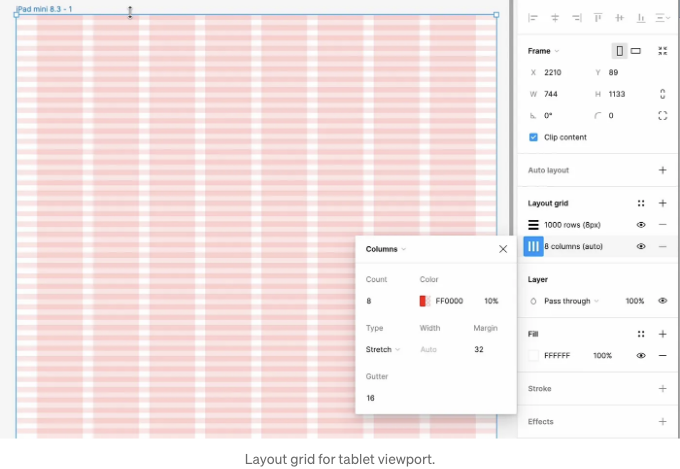 iPad mini 8.3 - 1
Frame
X 2210 Y 89
W 744 H 1133
0° 0
Clip content
Auto layout
Layout grid
1000 rows (8px)
8 columns (auto)
Columns
Count Color
8 FF0000 10%
Type Width Margin
Stretch Auto 32
Gutter
16
Layer
Pass through 100%
Fill
FFFFFF 100%
Stroke
Effects
Layout grid for tablet viewport.